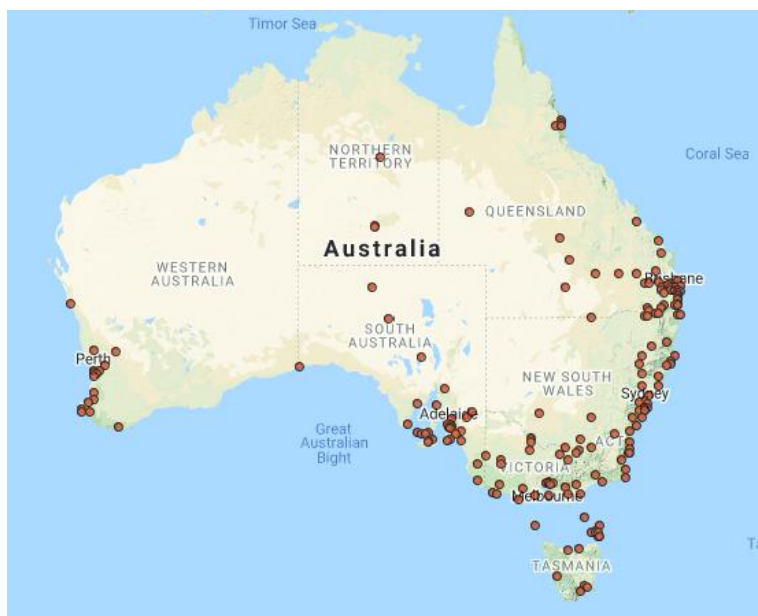 Timor Sea
NORTHERN
TERRITORY
Coral Sea
QUEENSLAND
Australia
WESTERN
AUSTRALIA
Brisbane
SOUTH
AUSTRALIA
Perth
NEW SOUTH
WALES
Sydney
Adelaide
Great
Australian
Bight
ACT
VICTORIA
Melbourne
Ta
TASMANIA